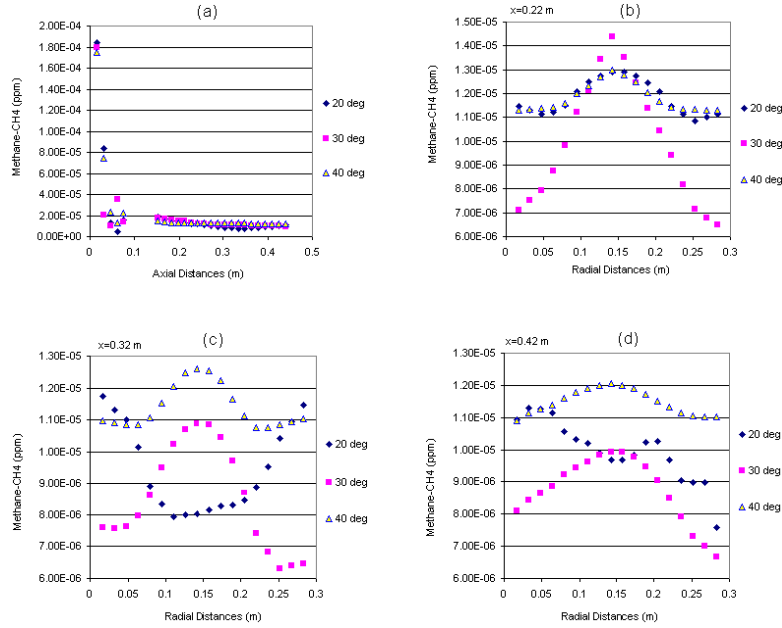 (a)
Methane-CH4 (ppm)
2.00E-04
1.80E-04
1.60E-04
1.40E-04
1.20E-04
1.00E-04
8.00E-05
6.00E-05
4.00E-05
2.00E-05
0.00E+00
0 0.1 0.2 0.3 0.4 0.5
Axial Distances (m)
20 deg
30 deg
40 deg
(b)
x=0.22 m
Methane-CH4 (ppm)
1.50E-05
1.40E-05
1.30E-05
1.20E-05
1.10E-05
1.00E-05
9.00E-06
8.00E-06
7.00E-06
6.00E-06
0 0.05 0.1 0.15 0.2 0.25 0.3
Radial Distances (m)
20 deg
30 deg
40 deg
(c)
x=0.32 m
Methane-CH4 (ppm)
1.30E-05
1.20E-05
1.10E-05
1.00E-05
9.00E-06
8.00E-06
7.00E-06
6.00E-06
0 0.05 0.1 0.15 0.2 0.25 0.3
Radial Distances (m)
20 deg
30 deg
40 deg
(d)
x=0.42 m
Methane-CH4 (ppm)
1.30E-05
1.20E-05
1.10E-05
1.00E-05
9.00E-06
8.00E-06
7.00E-06
6.00E-06
0 0.05 0.1 0.15 0.2 0.25 0.3
Radial Distances (m)
20 deg
30 deg
40 deg